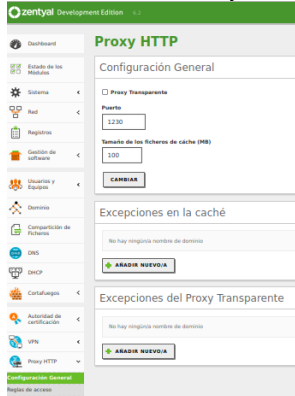 zentyal Development Edition 6.2
Dashboard
Estado de los
Módulos
Sistema
Red
Registros
Gestión de
software
Usuarios y
Equipos
Dominio
Compartición de
Ficheros
DNS
DHCP
Cortafuegos
Autoridad de
certificación
VPN
Proxy HTTP
Configuración General
Reglas de acceso
Proxy HTTP
Configuración General
Proxy Transparente
Puerto
1230
Tamaño de los ficheros de cáche (MB)
100
CAMBIAR
Excepciones en la caché
No hay ningún/a nombre de dominio
AÑADIR NUEVO/A
Excepciones del Proxy Transparente
No hay ningún/a nombre de dominio
AÑADIR NUEVO/A